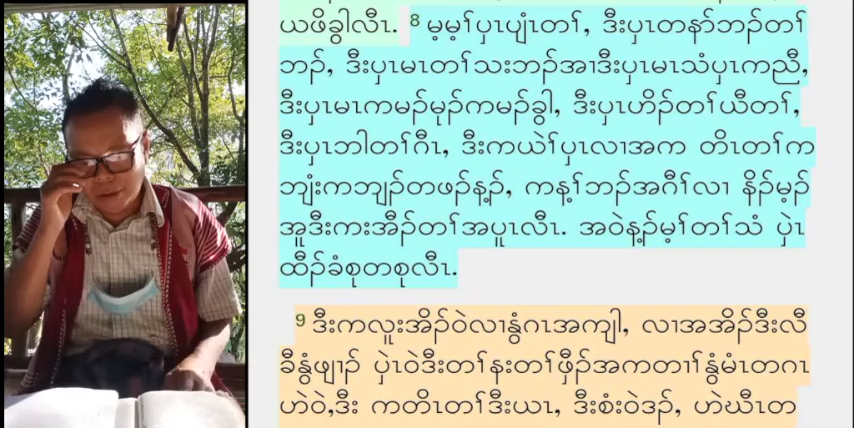 ယဖိခွါလီၤ. 8 မ့မ့ၢ်ပှၤပျံၤတၢ်, ဒီးပှၤတနာ်ဘၣ်တၢ်
ဘၣ်, ဒီးပှၤမၤတၢ်သးဘၣ်အၢဒီးပှၤမၤသံပှၤကညီ,
ဒီးပှၤမၤကမၣ်မုၣ်ကမၣ်ခွါ, ဒီးပှၤဟိၣ်တၢ်ယီတၢ်,
ဒီးပှၤဘါတၢ်ဂီၤ, ဒီးကယဲၢ်ပှၤလၢအက တိၤတၢ်က
ဘျံးကဘျၣ်တဖၣ်န့ၣ်, ကန့ၢ်ဘၣ်အဂီၢ်လၢ နိၣ်မ့ၣ်
အူဒီးကးအီၣ်တၢ်အပူၤလီၤ. အဝဲန့ၣ်မ့ၢ်တၢ်သံ ပှဲၤ
ထီၣ်ခံစုတစုလီၤ.
9 ဒီးကလူးအိၣ်ဝဲလၢနွံဂၤအကျါ, လၢအအိၣ်ဒီးလီ
ခီနွံဖျၢၣ် ပှဲၤဝဲဒီးတၢ်နးတၢ်ဖှီၣ်အကတၢၢ်နွံမံၤတဂၤ
ဟဲဝဲ,ဒီး ကတိၤတၢ်ဒီးယၤ, ဒီးစံးဝဲဒၣ်, ဟဲဃီၤတ